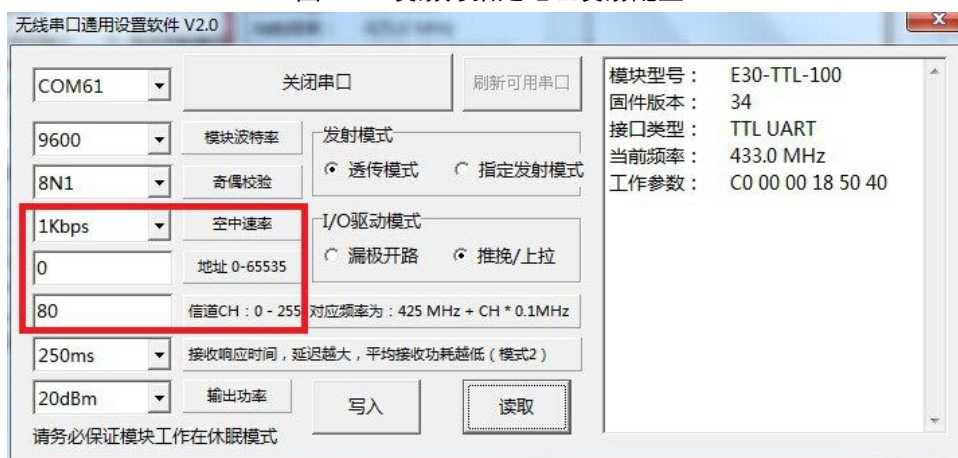 无线串口通用设置软件 V2.0
COM61
关闭串口
刷新可用串口
9600
模块波特率
8N1
奇偶校验
发射模式
透传模式
指定发射模式
1Kbps
空中速率
0
地址 0-65535
I/O驱动模式
漏极开路
推挽/上拉
80
信道CH：0 - 255 对应频率为：425 MHz + CH * 0.1MHz
250ms
接收响应时间，延迟越大，平均接收功耗越低（模式2）
20dBm
输出功率
写入
读取
请务必保证模块工作在休眠模式
模块型号： E30-TTL-100
固件版本： 34
接口类型： TTL UART
当前频率： 433.0 MHz
工作参数： C0 00 00 18 50 40